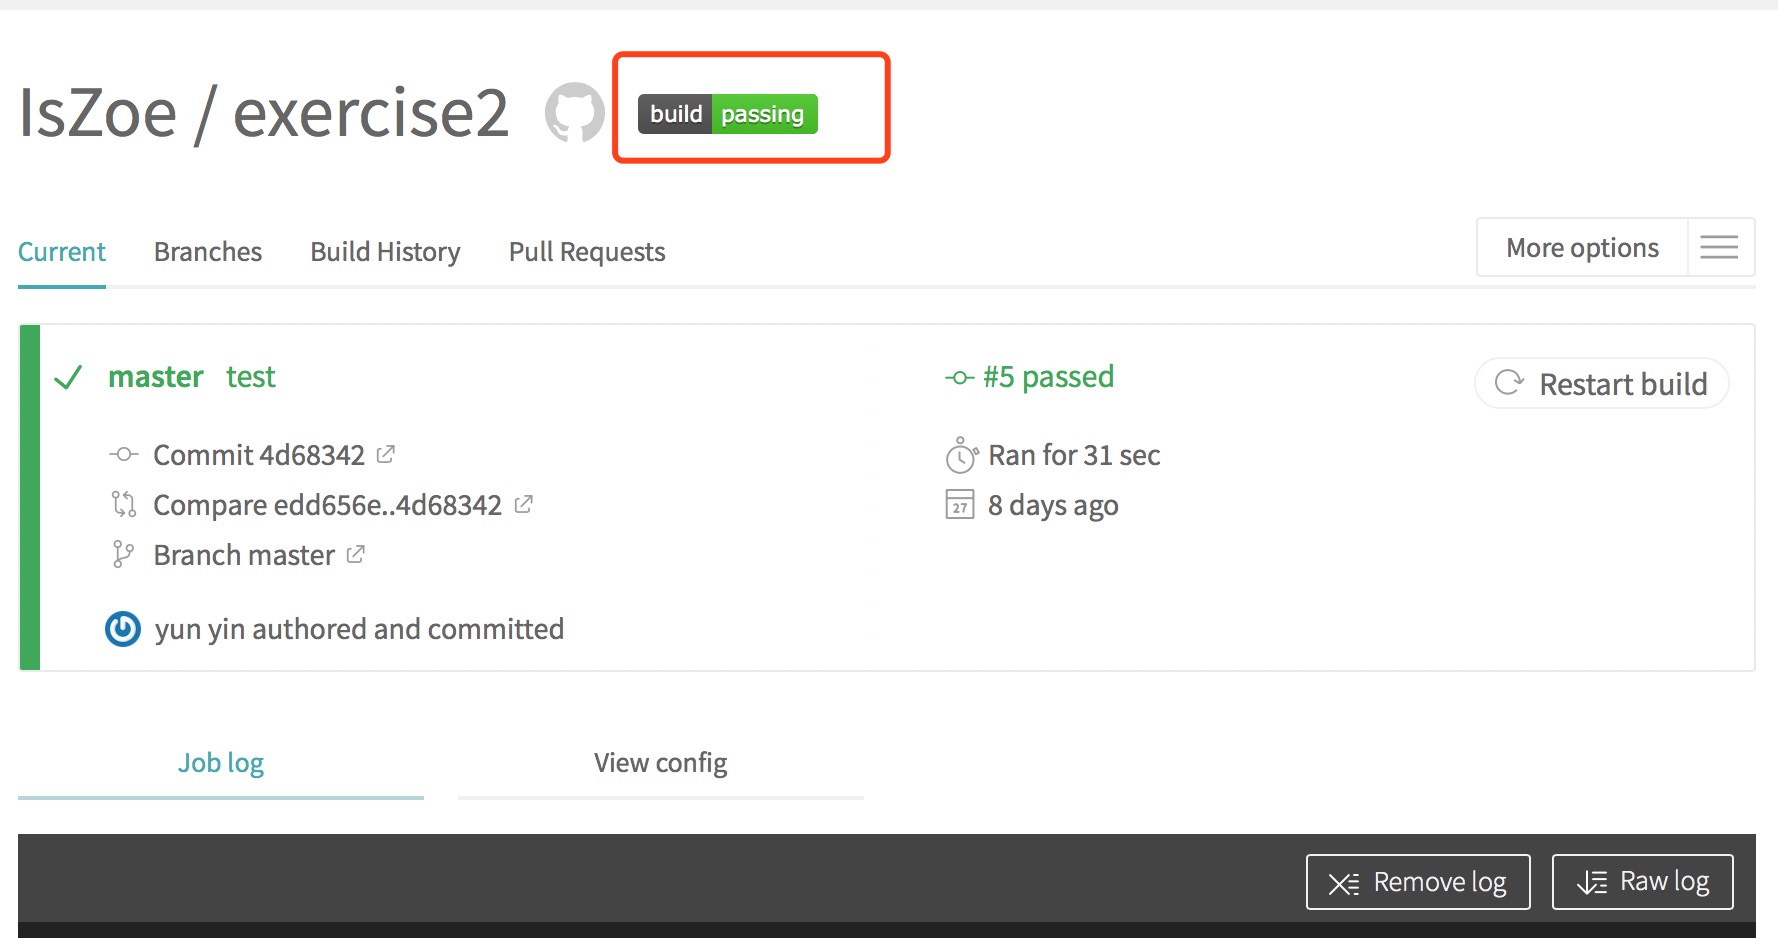 IsZoe / exercise2 build passing
Current Branches Build History Pull Requests More options
master test #5 passed Restart build
Commit 4d68342 Ran for 31 sec
Compare edd656e..4d68342 27 8 days ago
Branch master
yun yin authored and committed
Job log View config
Remove log Raw log